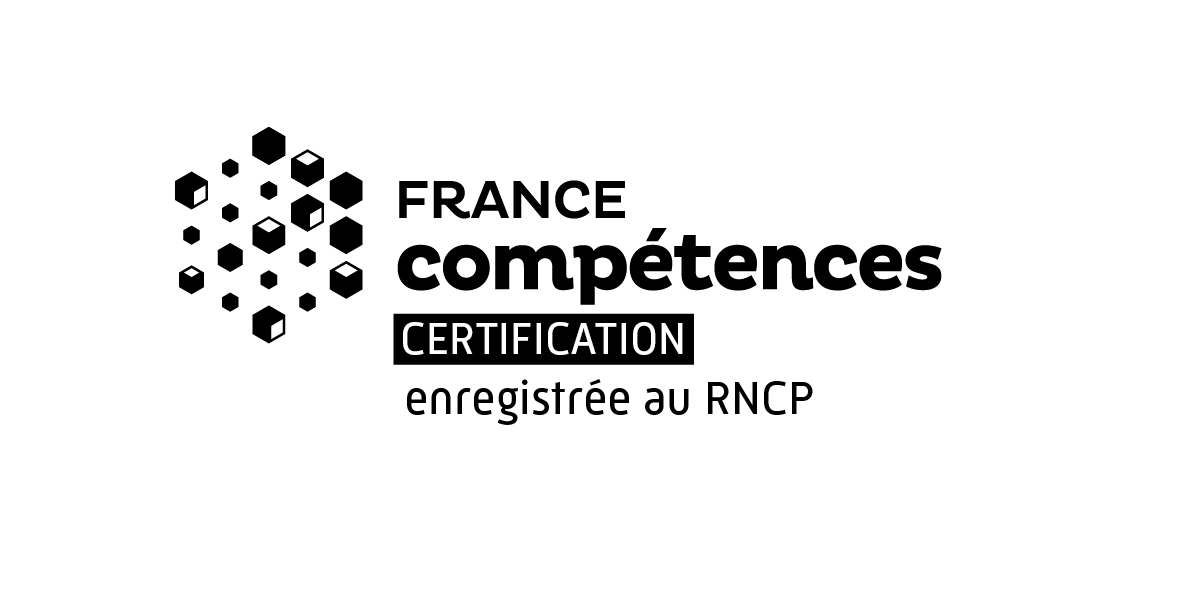 FRANCE
compétences
CERTIFICATION
enregistrée au RNCP